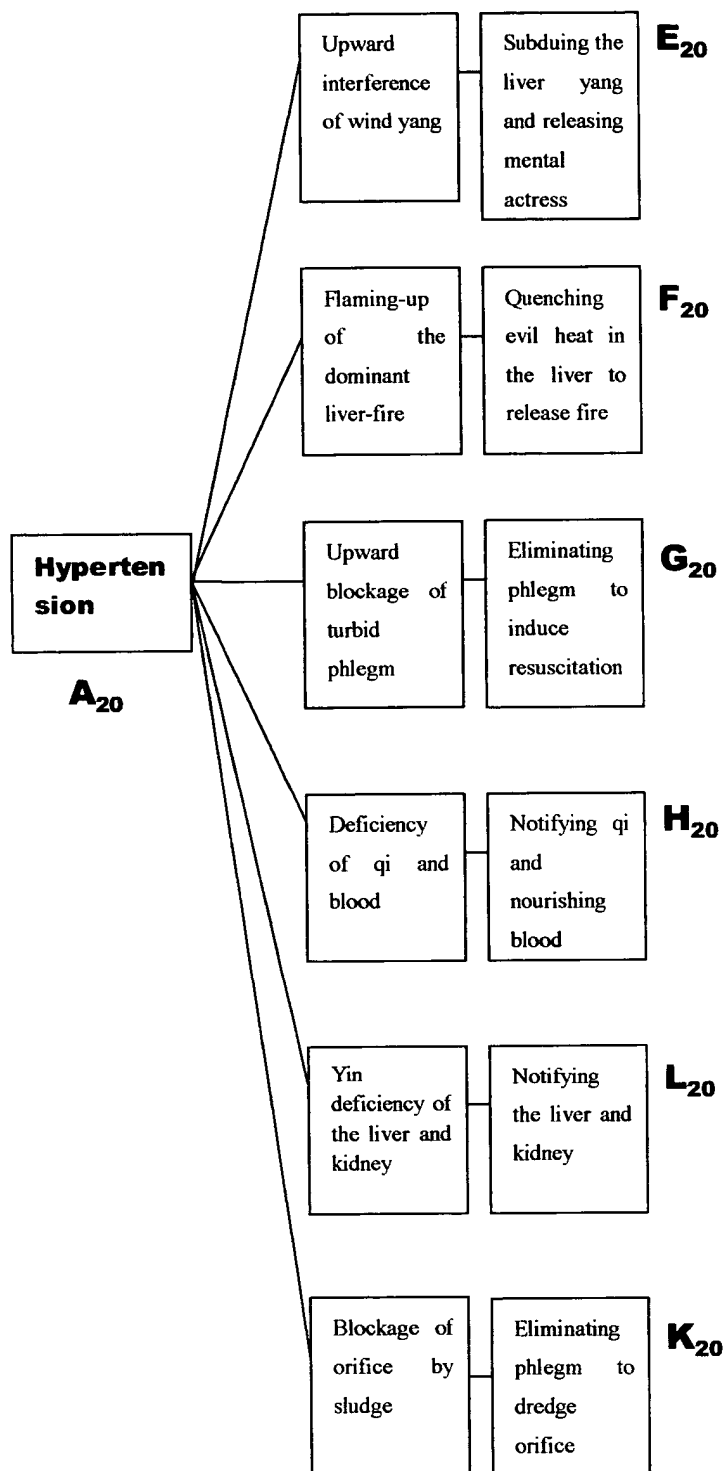 Upward
interference
of wind yang
Subduing the
liver yang
and releasing
mental
actress
E20
Flaming-up
of the
dominant
liver-fire
Quenching
evil heat in
the liver to
release fire
F20
Hyperten
sion
A20
Upward
blockage of
turbid
phlegm
Eliminating
phlegm to
induce
resuscitation
G20
Deficiency
of qi and
blood
Notifying qi
and
nourishing
blood
H20
Yin
deficiency of
the liver and
kidney
Notifying
the liver and
kidney
L20
Blockage of
orifice by
sludge
Eliminating
phlegm to
dredge
orifice
K20